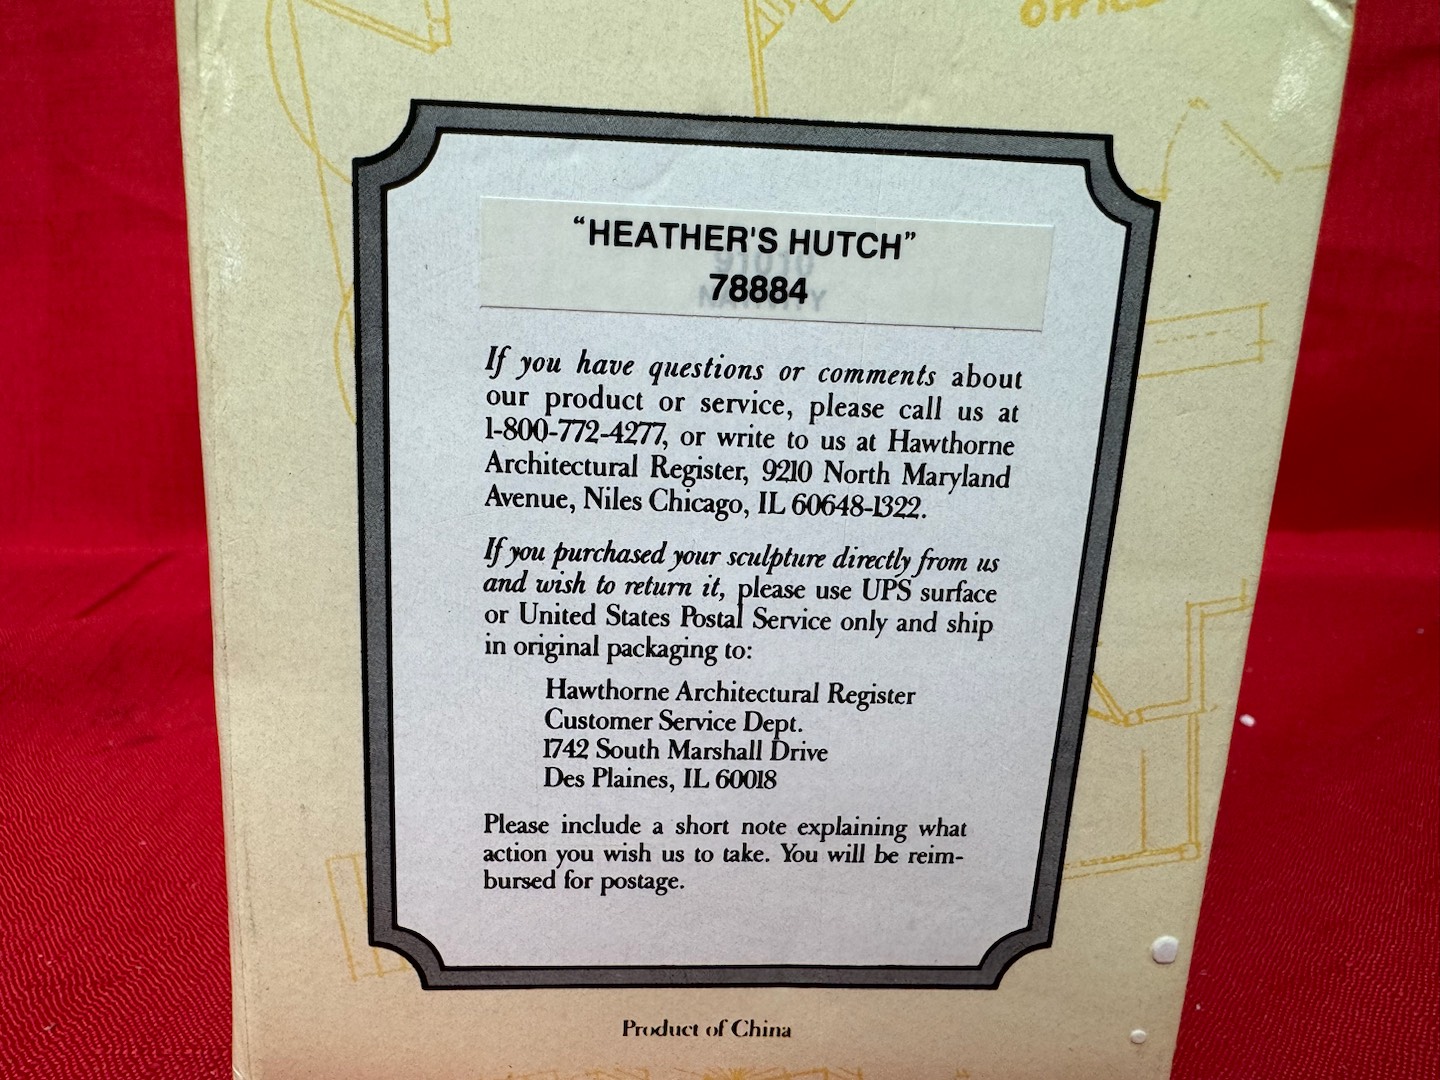 OFFICE
“HEATHER'S HUTCH”
78884
If you have questions or comments about
our product or service, please call us at
1-800-772-4277, or write to us at Hawthorne
Architectural Register, 9210 North Maryland
Avenue, Niles Chicago, IL 60648-1322.
If you purchased your sculpture directly from us
and wish to return it, please use UPS surface
or United States Postal Service only and ship
in original packaging to:
Hawthorne Architectural Register
Customer Service Dept.
1742 South Marshall Drive
Des Plaines, IL 60018
Please include a short note explaining what
action you wish us to take. You will be reim-
bursed for postage.
Product of China